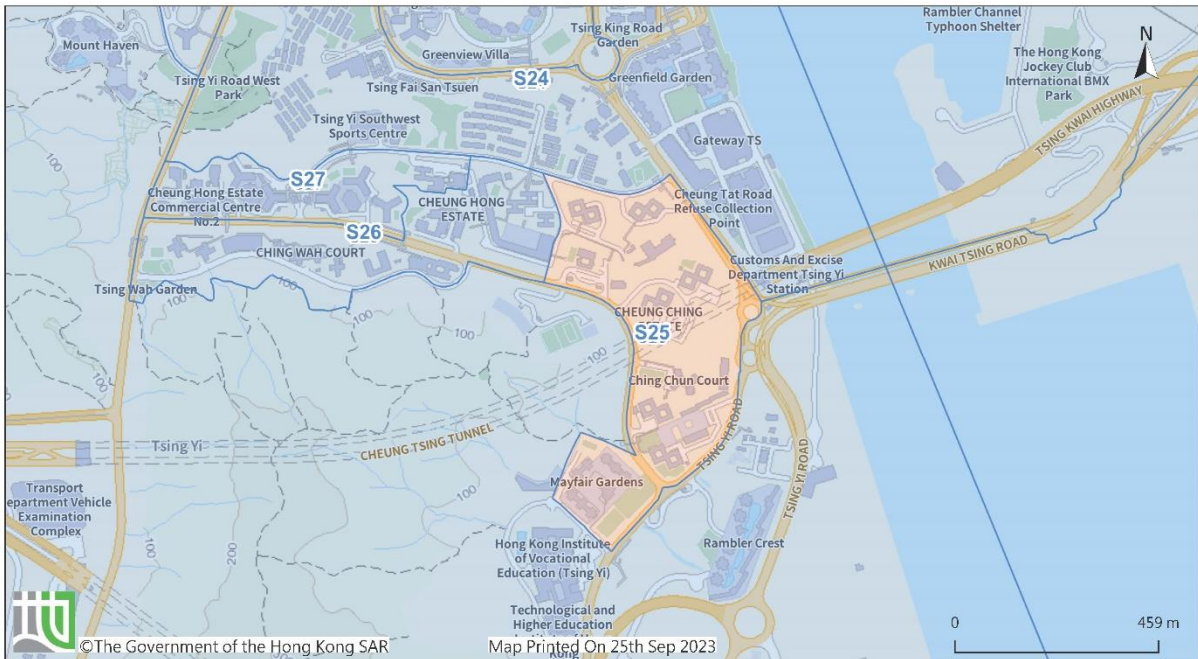 Mount Haven
Tsing Yi Road West
Park
Greenview Villa
Tsing Fai San Tsuen
S24
Tsing King Road
Garden
Greenfield Garden
Rambler Channel
Typhoon Shelter
The Hong Kong
Jockey Club
International BMX
Park
N
TSING KWAI HIGHWAY
Tsing Yi Southwest
Sports Centre
Gateway TS
S27
Cheung Hong Estate
Commercial Centre
No.2
CHEUNG HONG
ESTATE
Cheung Tat Road
Refuse Collection
Point
S26
CHING WAH COURT
Tsing Wah Garden
Customs And Excise
Department Tsing Yi
Station
KWAI TSING ROAD
CHEUNG CHING
ESTATE
S25
Ching Chun Court
100
100
100
100
100
100
200
200
Tsing Yi
CHEUNG TSING TUNNEL
TSING YI ROAD
TSING YI ROAD
Mayfair Gardens
Transport
Department Vehicle
Examination
Complex
Hong Kong Institute
of Vocational
Education (Tsing Yi)
Rambler Crest
Technological and
Higher Education
Kong
0
459 m
©The Government of the Hong Kong SAR
Map Printed On 25th Sep 2023